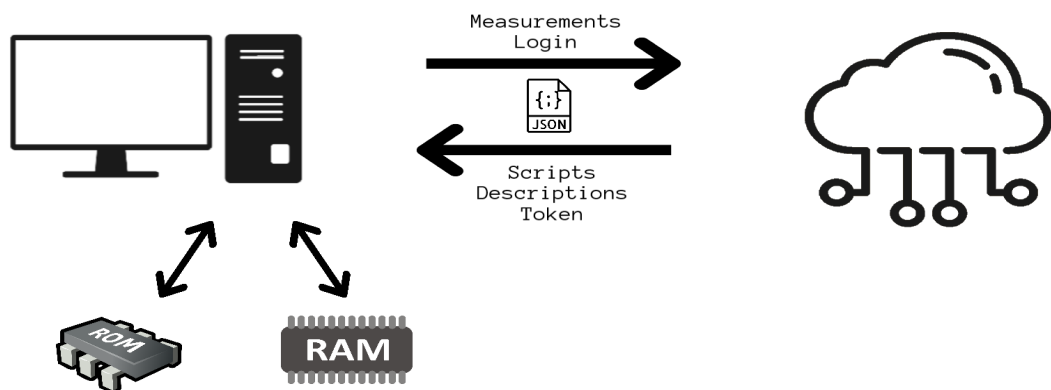 Measurements
Login
{;}
JSON
Scripts
Descriptions
Token
ROM
RAM